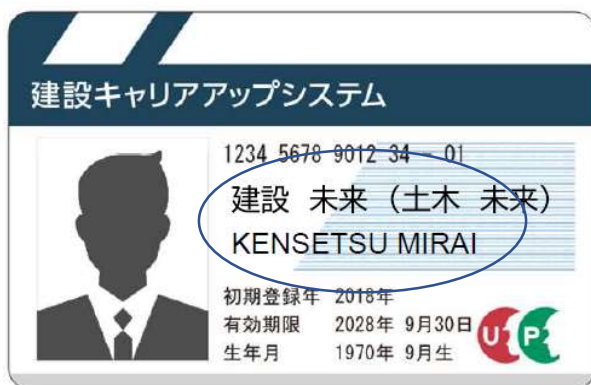 建設キャリアアップシステム
1234 5678 9012 34 - 01
建設 未来 (土木 未来)
KENSETSU MIRAI
初期登録年 2018年
有効期限 2028年 9月30日
生年月 1970年 9月生
UP